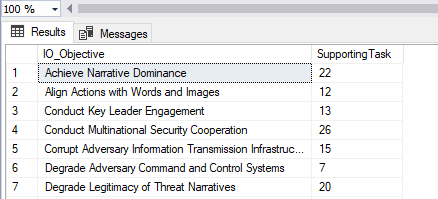 100 %
Results Messages
IO_Objective SupportingTask
1 Achieve Narrative Dominance 22
2 Align Actions with Words and Images 12
3 Conduct Key Leader Engagement 13
4 Conduct Multinational Security Cooperation 26
5 Corrupt Adversary Information Transmission Infrastruc... 15
6 Degrade Adversary Command and Control Systems 7
7 Degrade Legitimacy of Threat Narratives 20